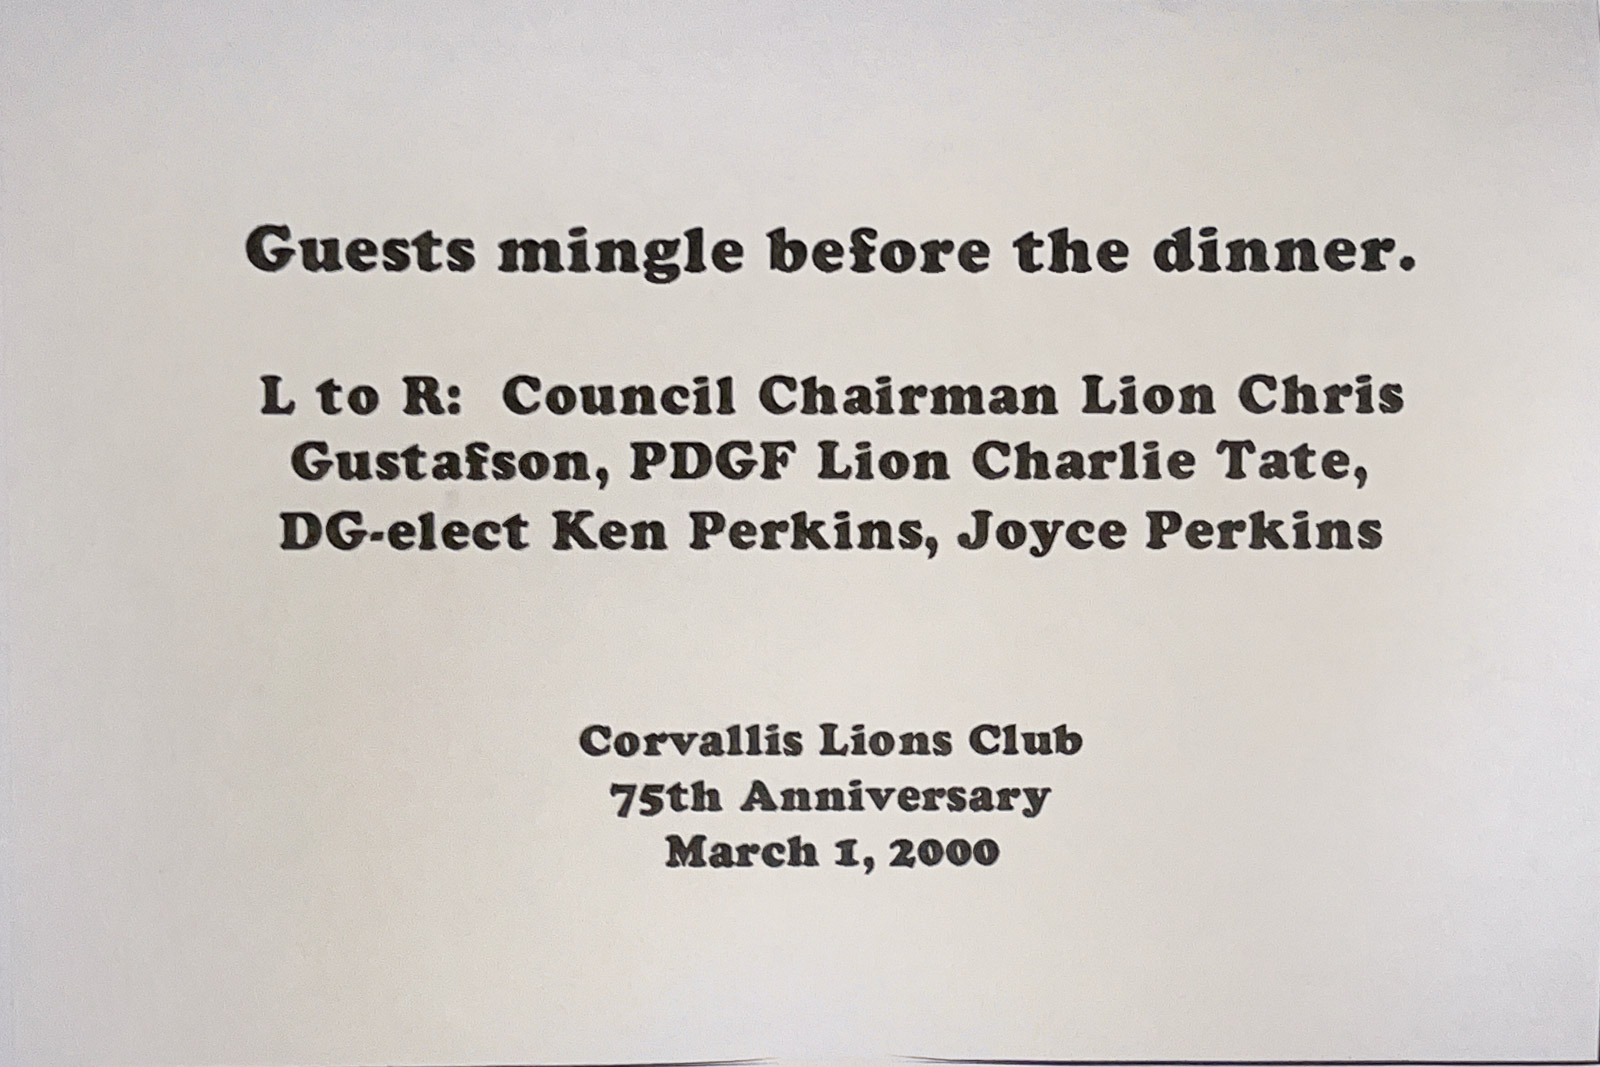 Guests mingle before the dinner.
L to R: Council Chairman Lion Chris
Gustafson, PDGF Lion Charlie Tate,
DG-elect Ken Perkins, Joyce Perkins
Corvallis Lions Club
75th Anniversary
March 1, 2000